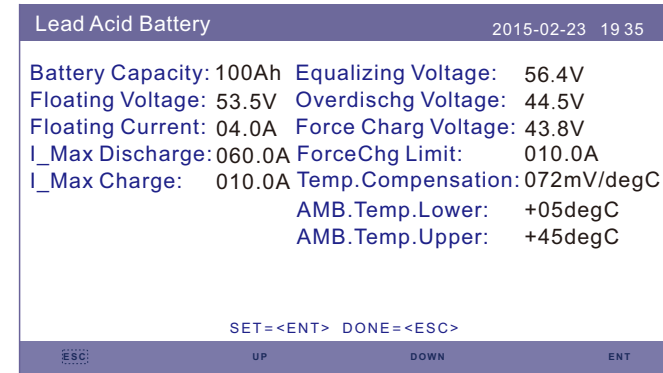 Lead Acid Battery 2015-02-23 19 35
Battery Capacity: 100Ah Equalizing Voltage: 56.4V
Floating Voltage: 53.5V Overdischg Voltage: 44.5V
Floating Current: 04.0A Force Charg Voltage: 43.8V
I_Max Discharge: 060.0A ForceChg Limit: 010.0A
I_Max Charge: 010.0A Temp.Compensation: 072mV/degC
AMB.Temp.Lower: +05degC
AMB.Temp.Upper: +45degC
SET=<ENT> DONE=<ESC>
ESC UP DOWN ENT